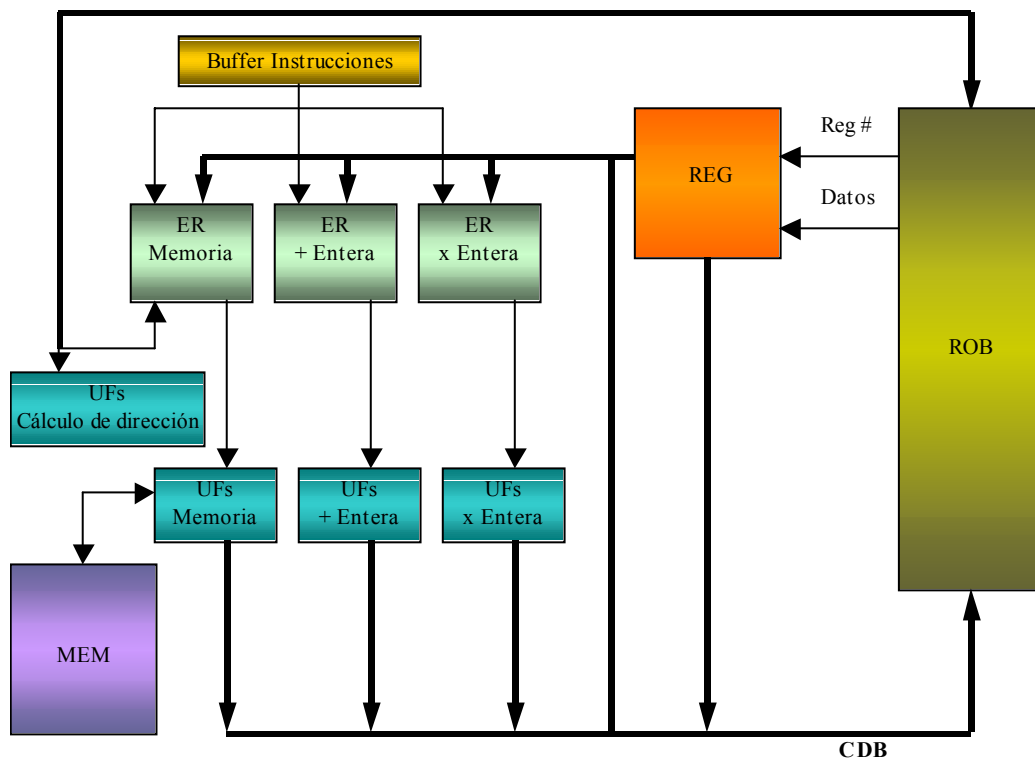 Buffer Instrucciones
Reg #
REG
Datos
ER
Memoria
ER
+ Entera
ER
x Entera
ROB
UFs
Cálculo de dirección
UFs
Memoria
UFs
+ Entera
UFs
x Entera
MEM
CDB